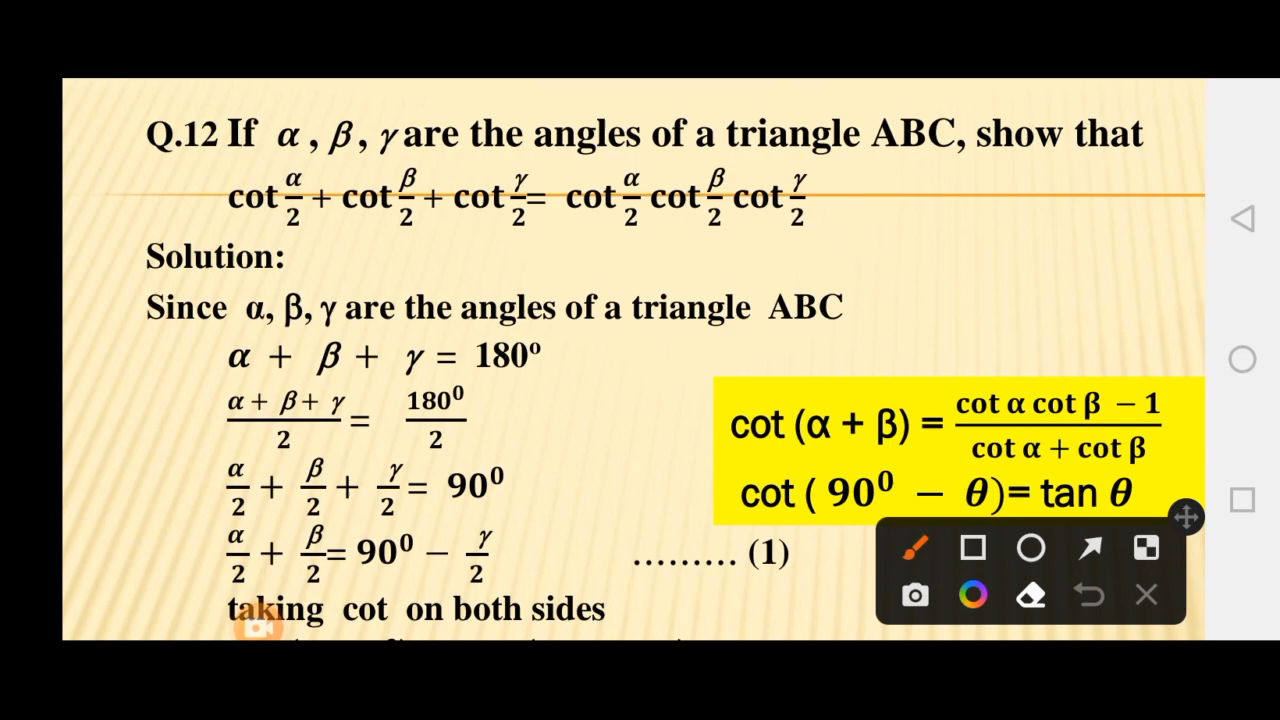 Q.12 If α , β , γ are the angles of a triangle ABC, show that
cot α/2 + cot β/2 + cot γ/2 = cot α/2 cot β/2 cot γ/2
Solution:
Since α, β, γ are the angles of a triangle ABC
α + β + γ = 180º
(α + β + γ)/2 = 180⁰/2
α/2 + β/2 + γ/2 = 90⁰
α/2 + β/2 = 90⁰ − γ/2 ......... (1)
taking cot on both sides
cot (α + β) = (cot α cot β − 1)/(cot α + cot β)
cot ( 90⁰ − θ) = tan θ